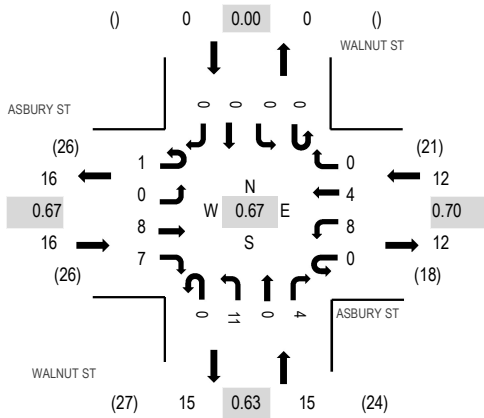 () 0 0.00 0 ()
WALNUT ST
0 0 0 0
ASBURY ST
(26) 1 0 (21)
16 0 N 4 12
0.67 W 0.67 E 0.70
16 8 S 8 12
(26) 7 0 (18)
0 11 0 4 ASBURY ST
WALNUT ST
(27) 15 0.63 15 (24)